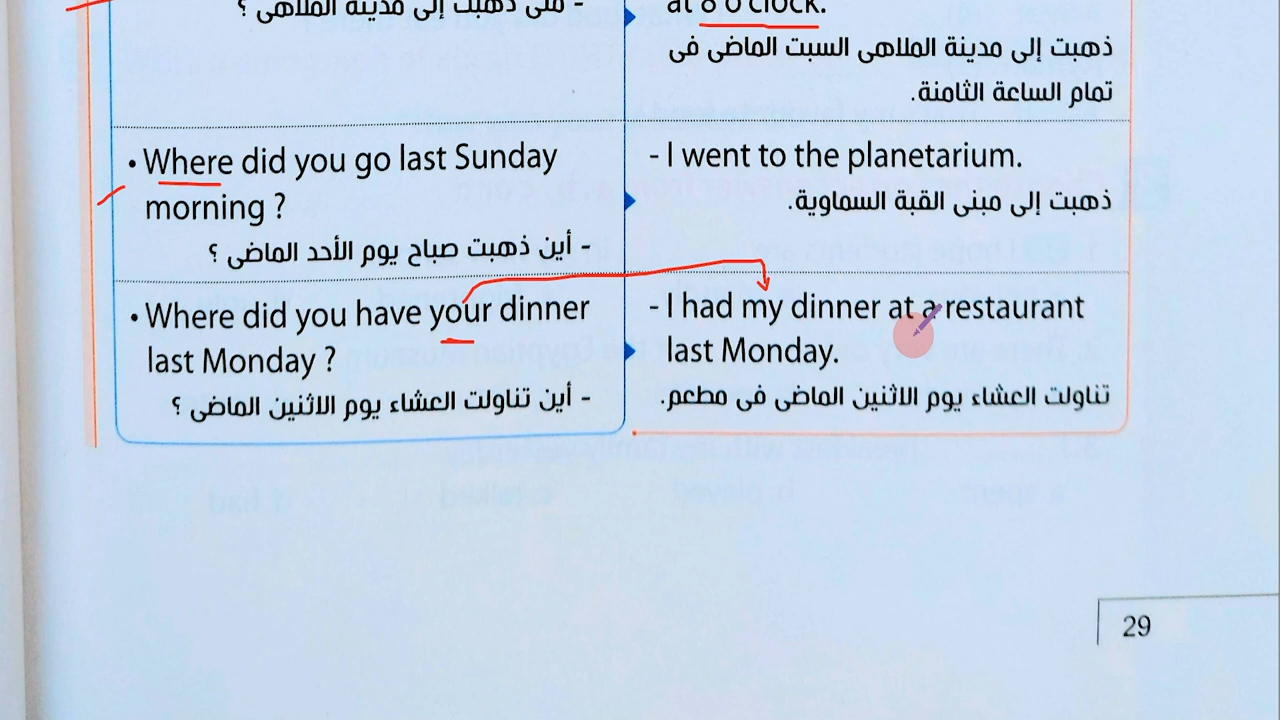 - متى ذهبت إلى مدينة الملاهى ؟
at 8 o'clock.
ذهبت إلى مدينة الملاهى السبت الماضى فى
تمام الساعة الثامنة.
• Where did you go last Sunday
morning ?
- أين ذهبت صباح يوم الأحد الماضى ؟
- I went to the planetarium.
ذهبت إلى مبنى القبة السماوية.
• Where did you have your dinner
last Monday ?
- أين تناولت العشاء يوم الاثنين الماضى ؟
- I had my dinner at a restaurant
last Monday.
تناولت العشاء يوم الاثنين الماضى فى مطعم.
29